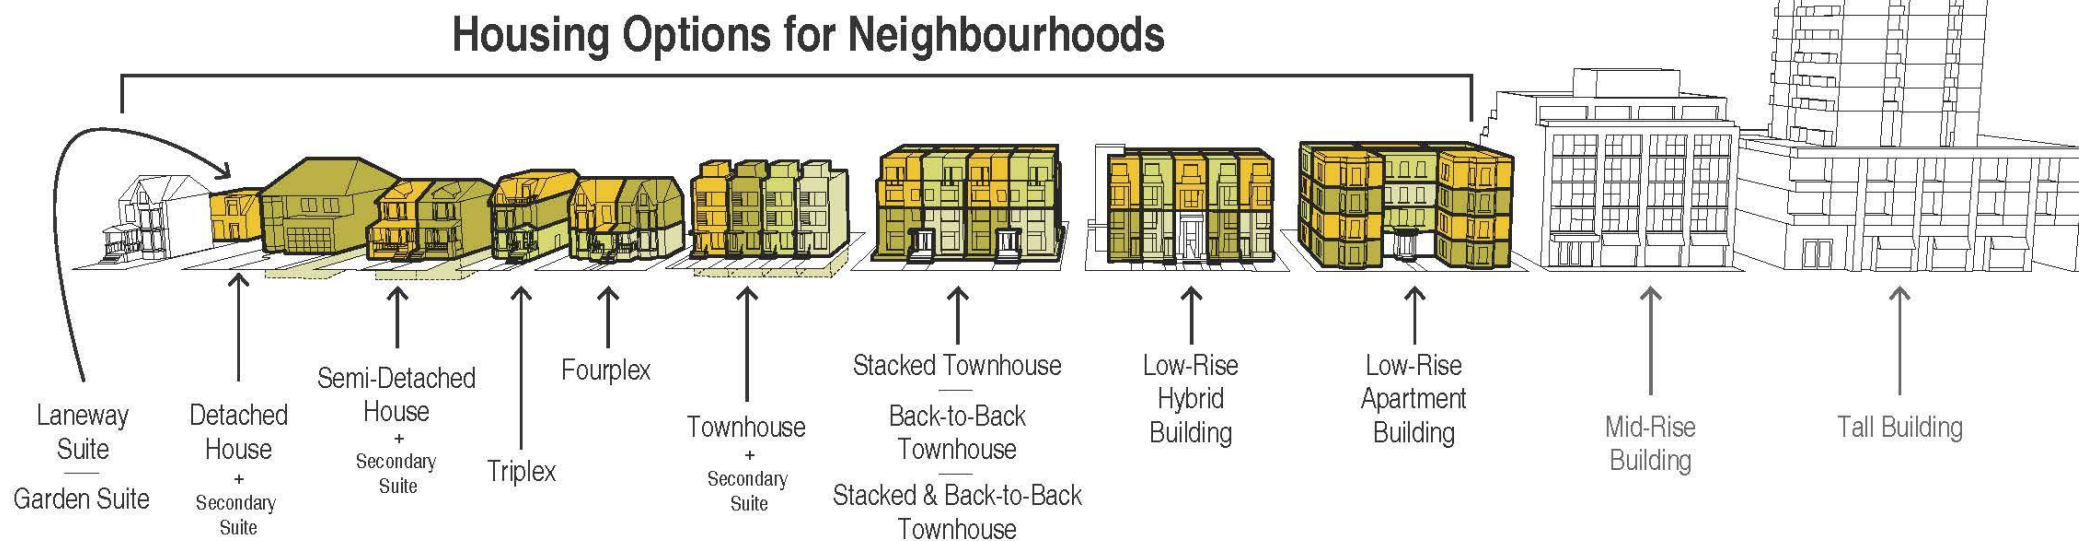 Housing Options for Neighbourhoods
Laneway
Suite
Garden Suite
Detached
House
+
Secondary
Suite
Semi-Detached
House
+
Secondary
Suite
Triplex
Fourplex
Townhouse
+
Secondary
Suite
Stacked Townhouse
Back-to-Back
Townhouse
Stacked & Back-to-Back
Townhouse
Low-Rise
Hybrid
Building
Low-Rise
Apartment
Building
Mid-Rise
Building
Tall Building